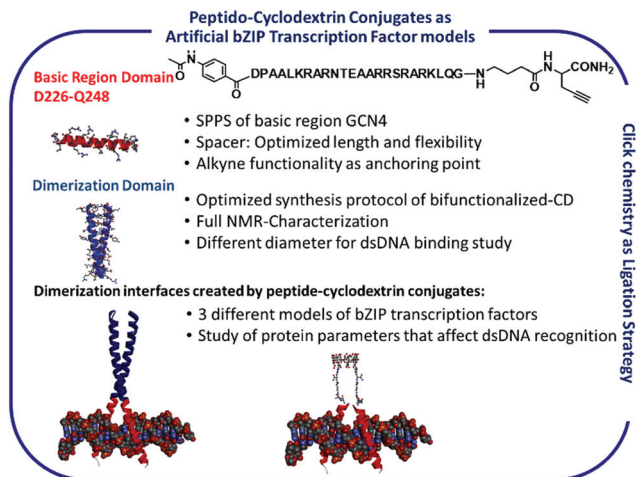 Peptido-Cyclodextrin Conjugates as
Artificial bZIP Transcription Factor models
Basic Region Domain
D226-Q248
N
H
O
O
DPAALKRARNTEAARRSRARKLQG
N
H
O
H
N
O
NH2
• SPPS of basic region GCN4
• Spacer: Optimized length and flexibility
• Alkyne functionality as anchoring point
Dimerization Domain
• Optimized synthesis protocol of bifunctionalized-CD
• Full NMR-Characterization
• Different diameter for dsDNA binding study
Dimerization interfaces created by peptide-cyclodextrin conjugates:
• 3 different models of bZIP transcription factors
• Study of protein parameters that affect dsDNA recognition
Click chemistry as Ligation Strategy